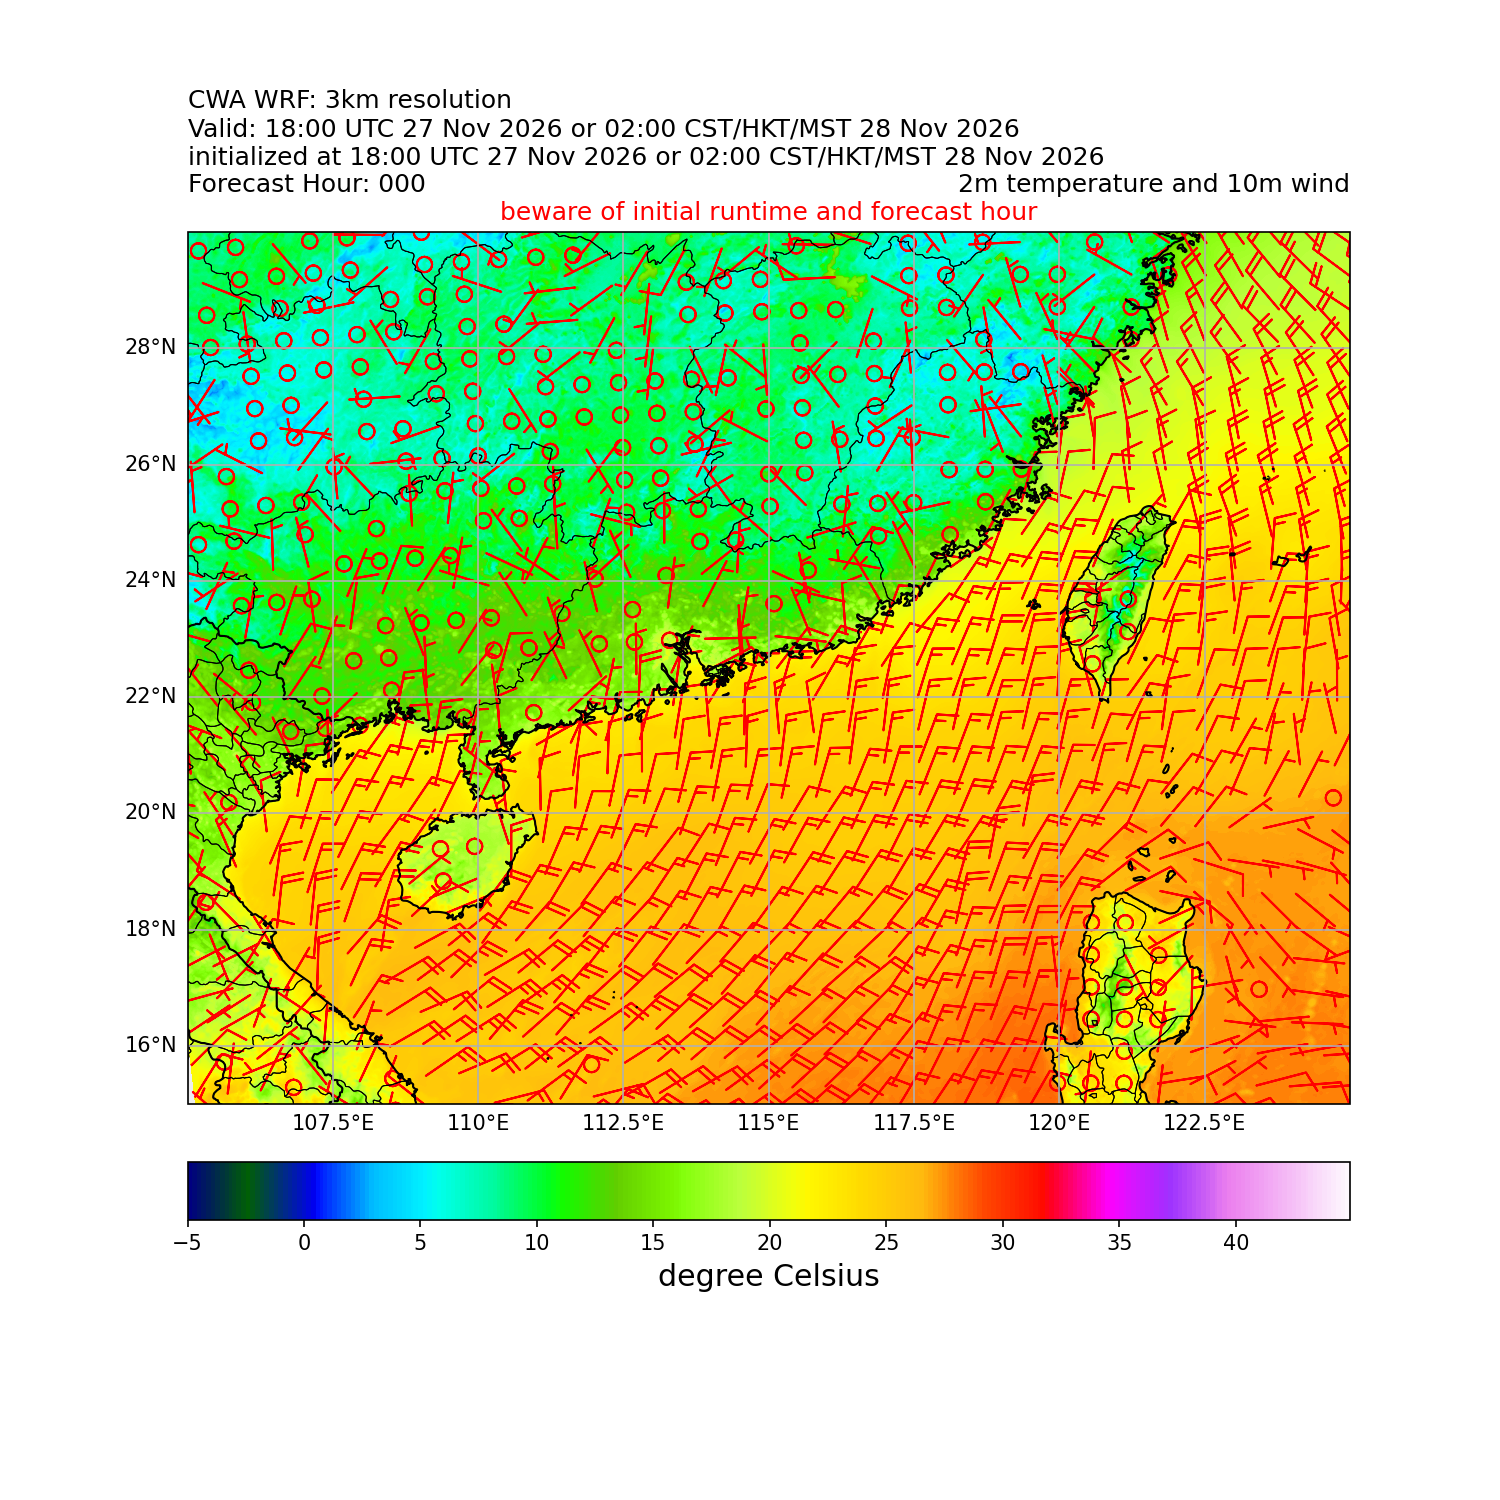 CWA WRF: 3km resolution
Valid: 18:00 UTC 27 Nov 2026 or 02:00 CST/HKT/MST 28 Nov 2026
initialized at 18:00 UTC 27 Nov 2026 or 02:00 CST/HKT/MST 28 Nov 2026
Forecast Hour: 000 2m temperature and 10m wind
beware of initial runtime and forecast hour
28°N
26°N
24°N
22°N
20°N
18°N
16°N
107.5°E 110°E 112.5°E 115°E 117.5°E 120°E 122.5°E
−5 0 5 10 15 20 25 30 35 40
degree Celsius